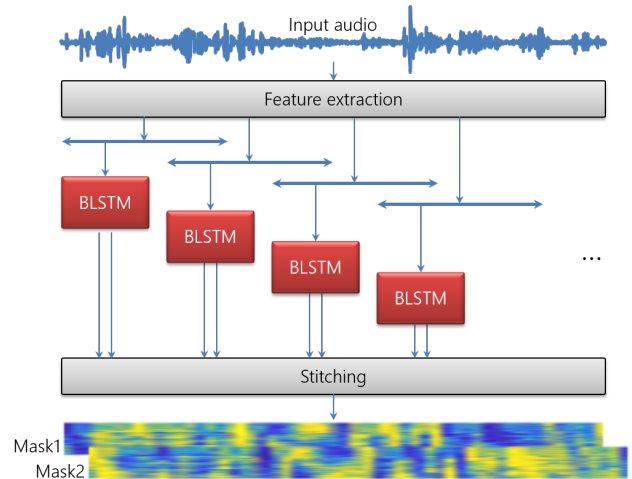 Input audio
Feature extraction
BLSTM
BLSTM
BLSTM
BLSTM
...
Stitching
Mask1
Mask2